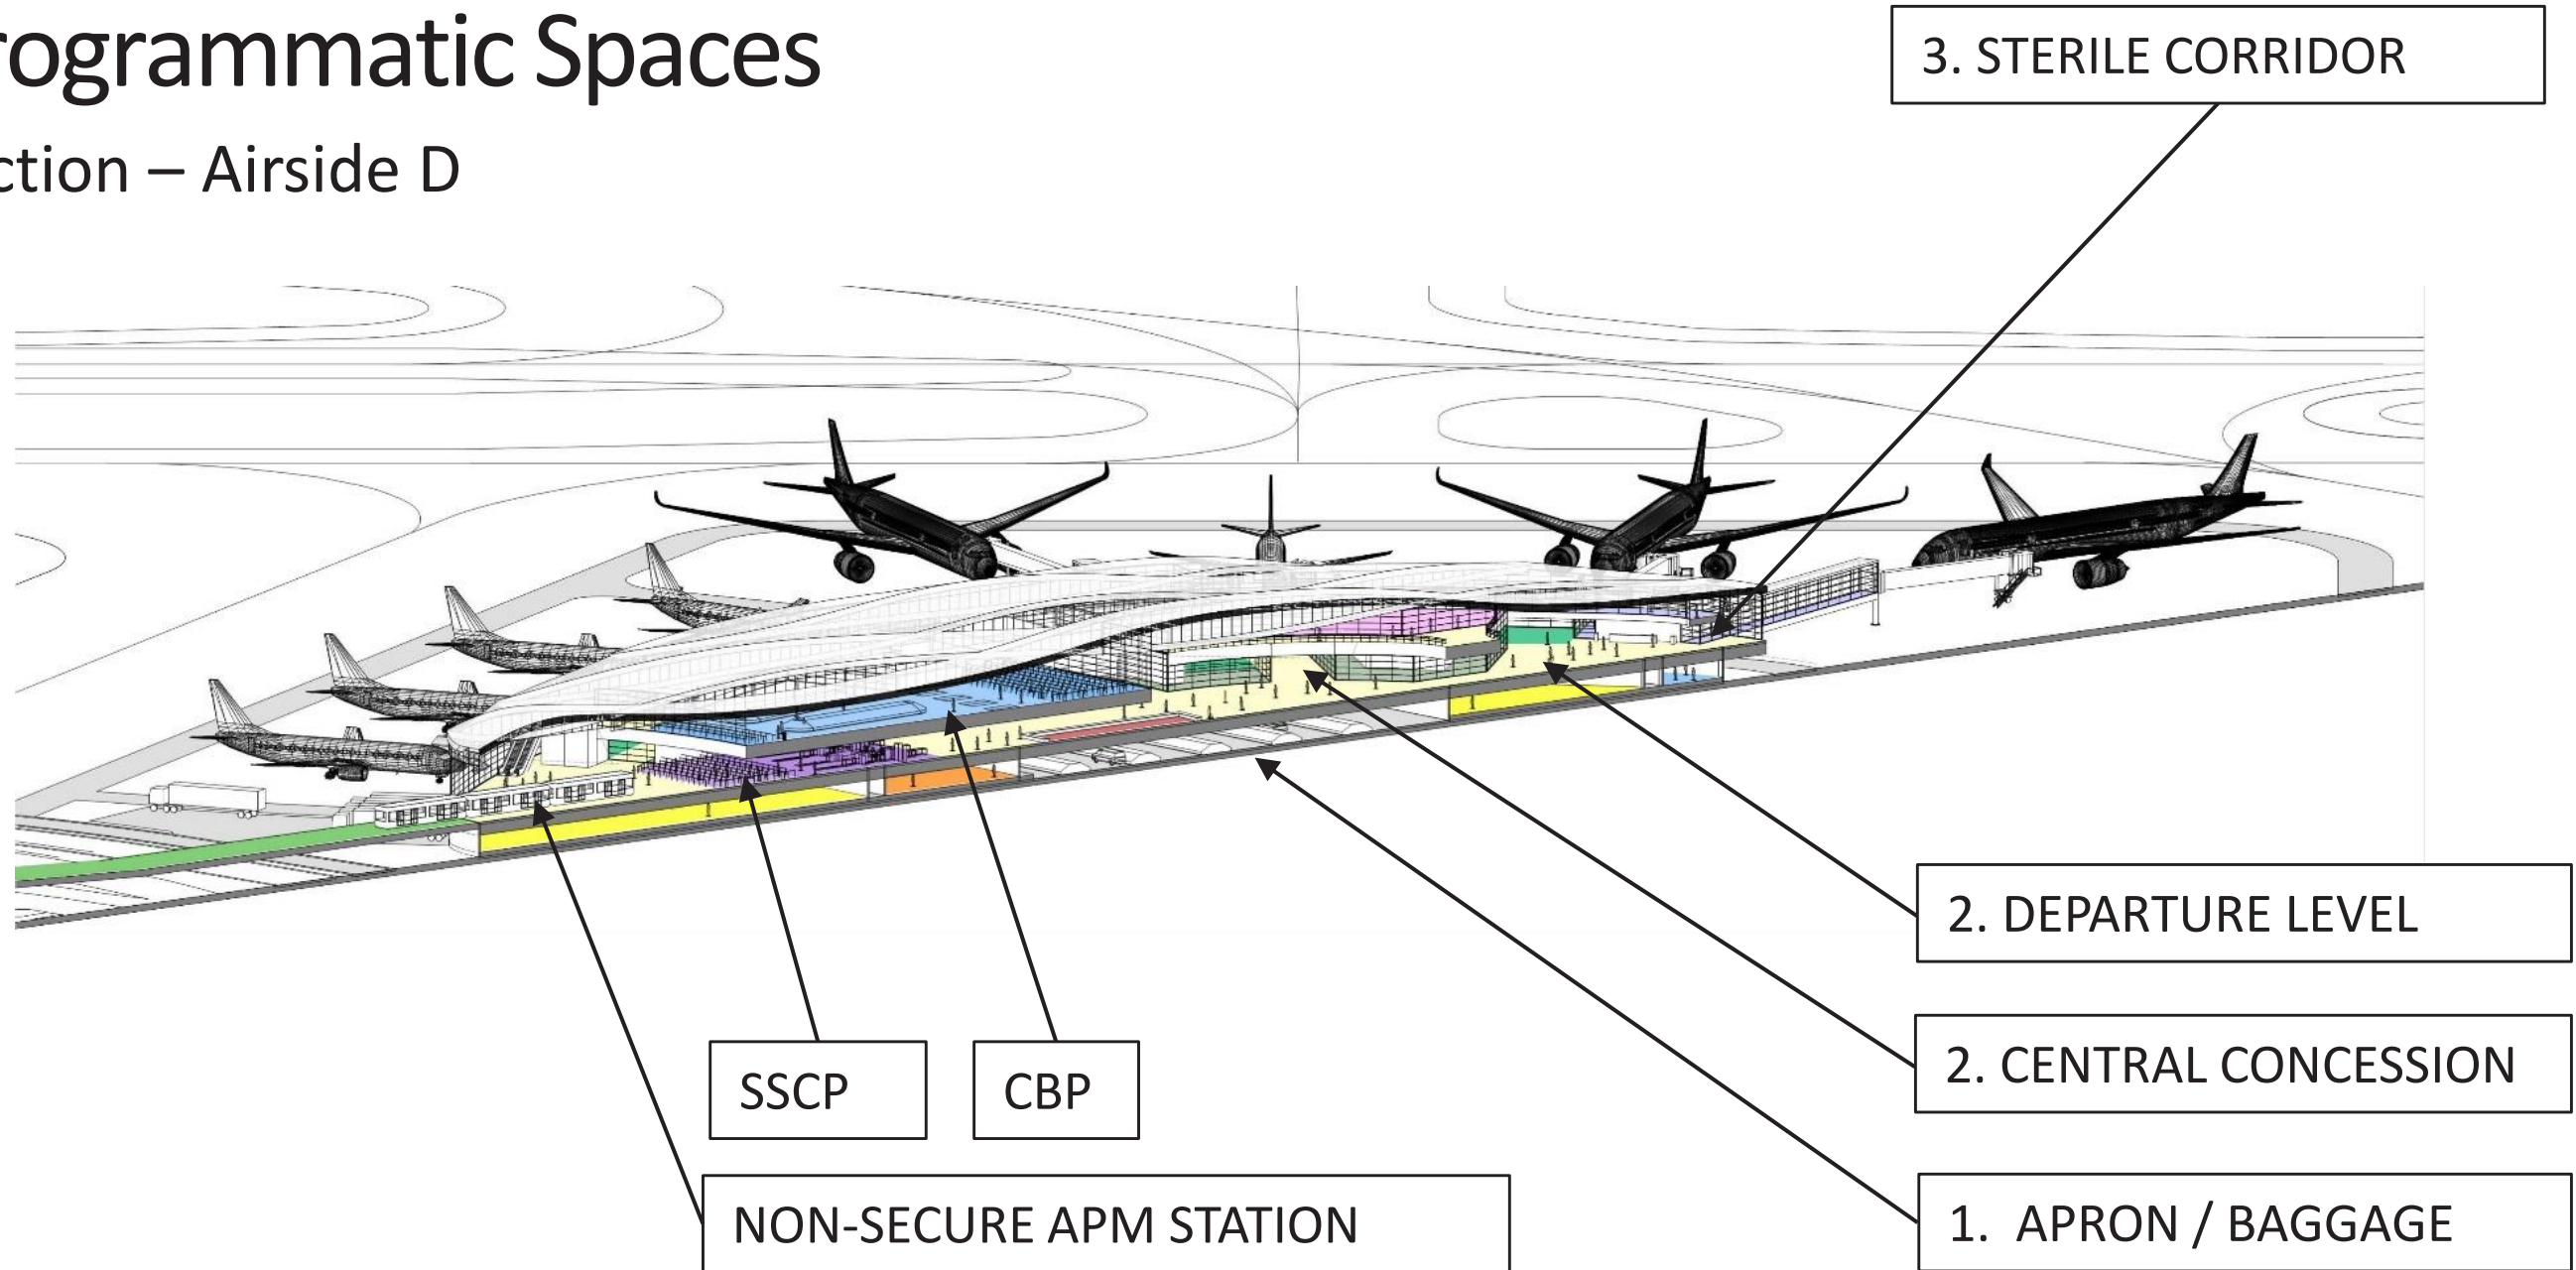 rogrammatic Spaces
ction – Airside D
3. STERILE CORRIDOR
2. DEPARTURE LEVEL
2. CENTRAL CONCESSION
SSCP
CBP
NON-SECURE APM STATION
1. APRON / BAGGAGE